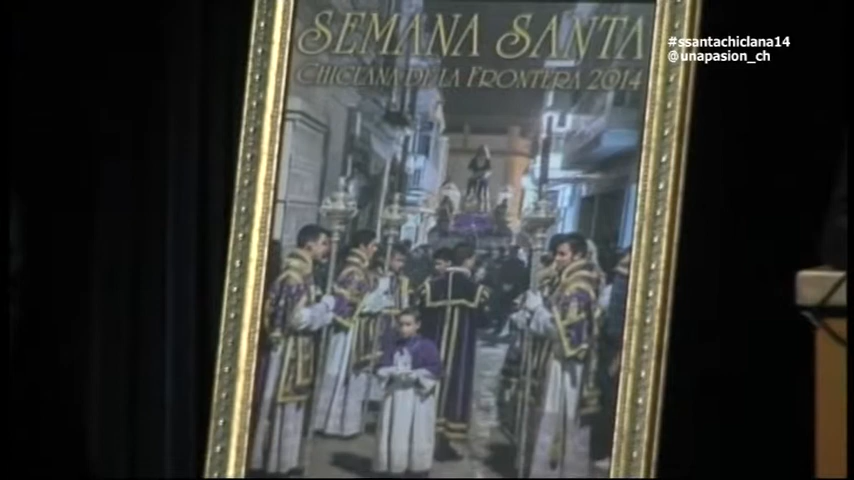 SEMANA SANTA
CHICLANA DE LA FRONTERA 2014
#ssantachiclana14
@unapasion_ch